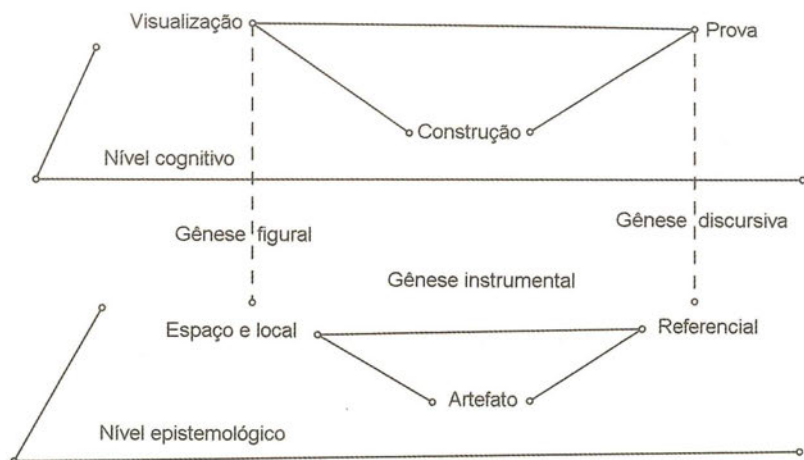 Visualização
Prova
Construção
Nível cognitivo
Gênese figural
Gênese discursiva
Gênese instrumental
Espaço e local
Referencial
Artefato
Nível epistemológico